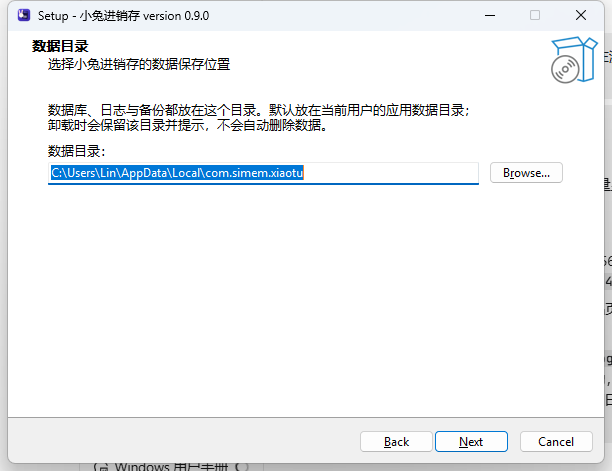 Setup - 小兔进销存 version 0.9.0
数据目录
选择小兔进销存的数据保存位置
数据库、日志与备份都放在这个目录。默认放在当前用户的应用数据目录；
卸载时会保留该目录并提示，不会自动删除数据。
数据目录：
C:\Users\Lin\AppData\Local\com.simem.xiaotu
Browse...
Back
Next
Cancel
Windows 用户手册